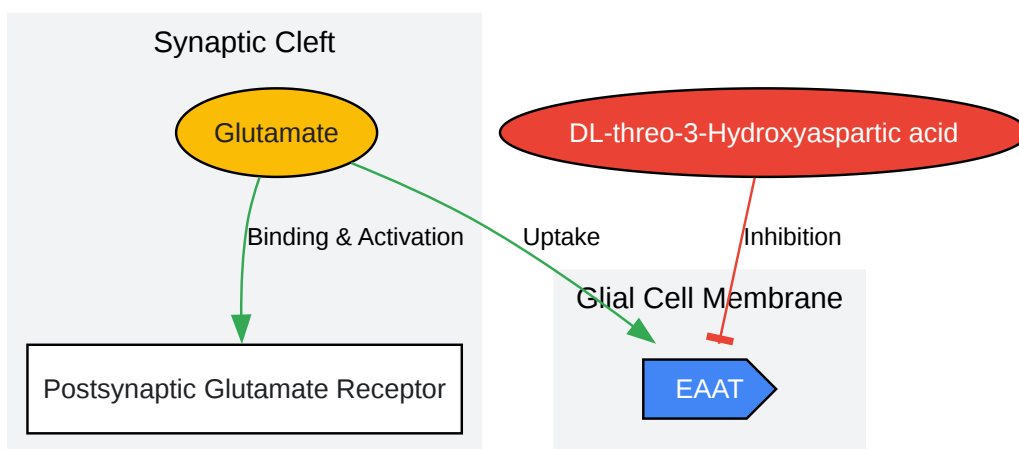 Synaptic Cleft
Glutamate
DL-threo-3-Hydroxyaspartic acid
Binding & Activation
Uptake
Inhibition
Glial Cell Membrane
Postsynaptic Glutamate Receptor
EAAT